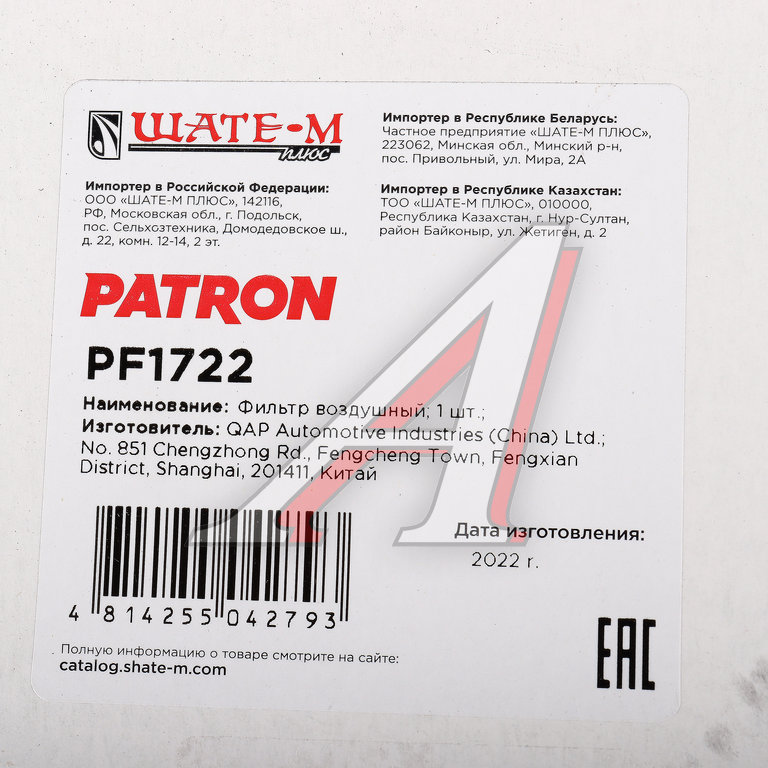 ШАТЕ-М
плюс
Импортер в Российской Федерации:
ООО «ШАТЕ-М ПЛЮС», 142116,
РФ, Московская обл., г. Подольск,
пос. Сельхозтехника, Домодедовское ш.,
д. 22, комн. 12-14, 2 эт.
Импортер в Республике Беларусь:
Частное предприятие «ШАТЕ-М ПЛЮС»,
223062, Минская обл., Минский р-н,
пос. Привольный, ул. Мира, 2А
Импортер в Республике Казахстан:
ТОО «ШАТЕ-М ПЛЮС», 010000,
Республика Казахстан, г. Нур-Султан,
район Байконыр, ул. Жетиген, д. 2
PATRON
PF1722
Наименование: Фильтр воздушный; 1 шт.;
Изготовитель: QAP Automotive Industries (China) Ltd.;
No. 851 Chengzhong Rd., Fengcheng Town, Fengxian
District, Shanghai, 201411, Китай
Дата изготовления:
2022 г.
4 814255 042793
Полную информацию о товаре смотрите на сайте:
catalog.shate-m.com
EAC